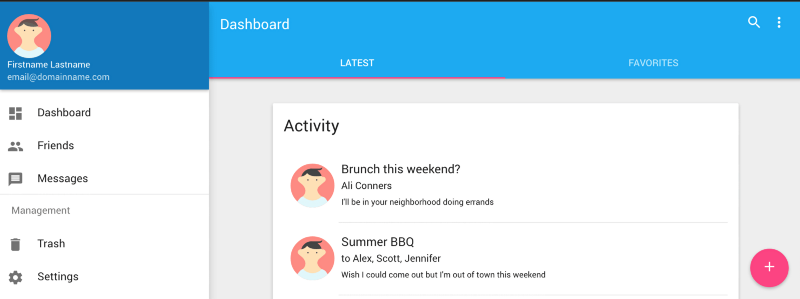 Firstname Lastname
email@domainname.com
Dashboard
Friends
Messages
Management
Trash
Settings
Dashboard
LATEST
FAVORITES
Activity
Brunch this weekend?
Ali Conners
I'll be in your neighborhood doing errands
Summer BBQ
to Alex, Scott, Jennifer
Wish I could come out but I'm out of town this weekend